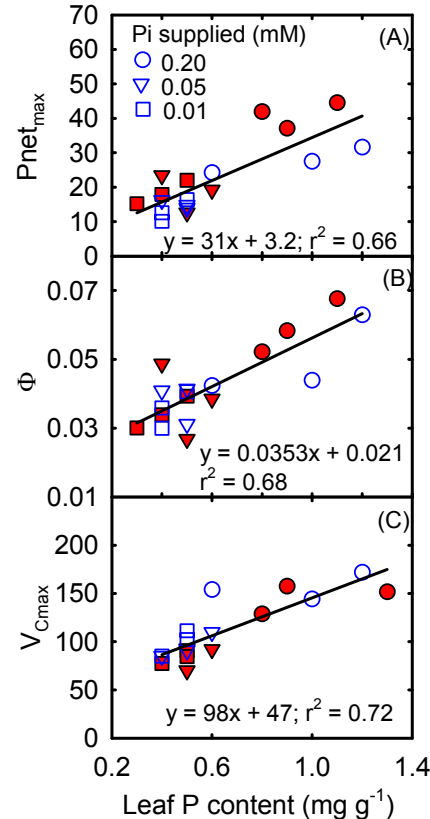 Pi supplied (mM) (A)
0.20
0.05
0.01
50
40
30
20
10
0
Pnetmax
y = 31x + 3.2; r² = 0.66
(B)
0.07
0.05
0.03
0.01
Φ
y = 0.0353x + 0.021
r² = 0.68
(C)
200
150
100
50
0
VCmax
y = 98x + 47; r² = 0.72
0.2 0.6 1.0 1.4
Leaf P content (mg g⁻¹)